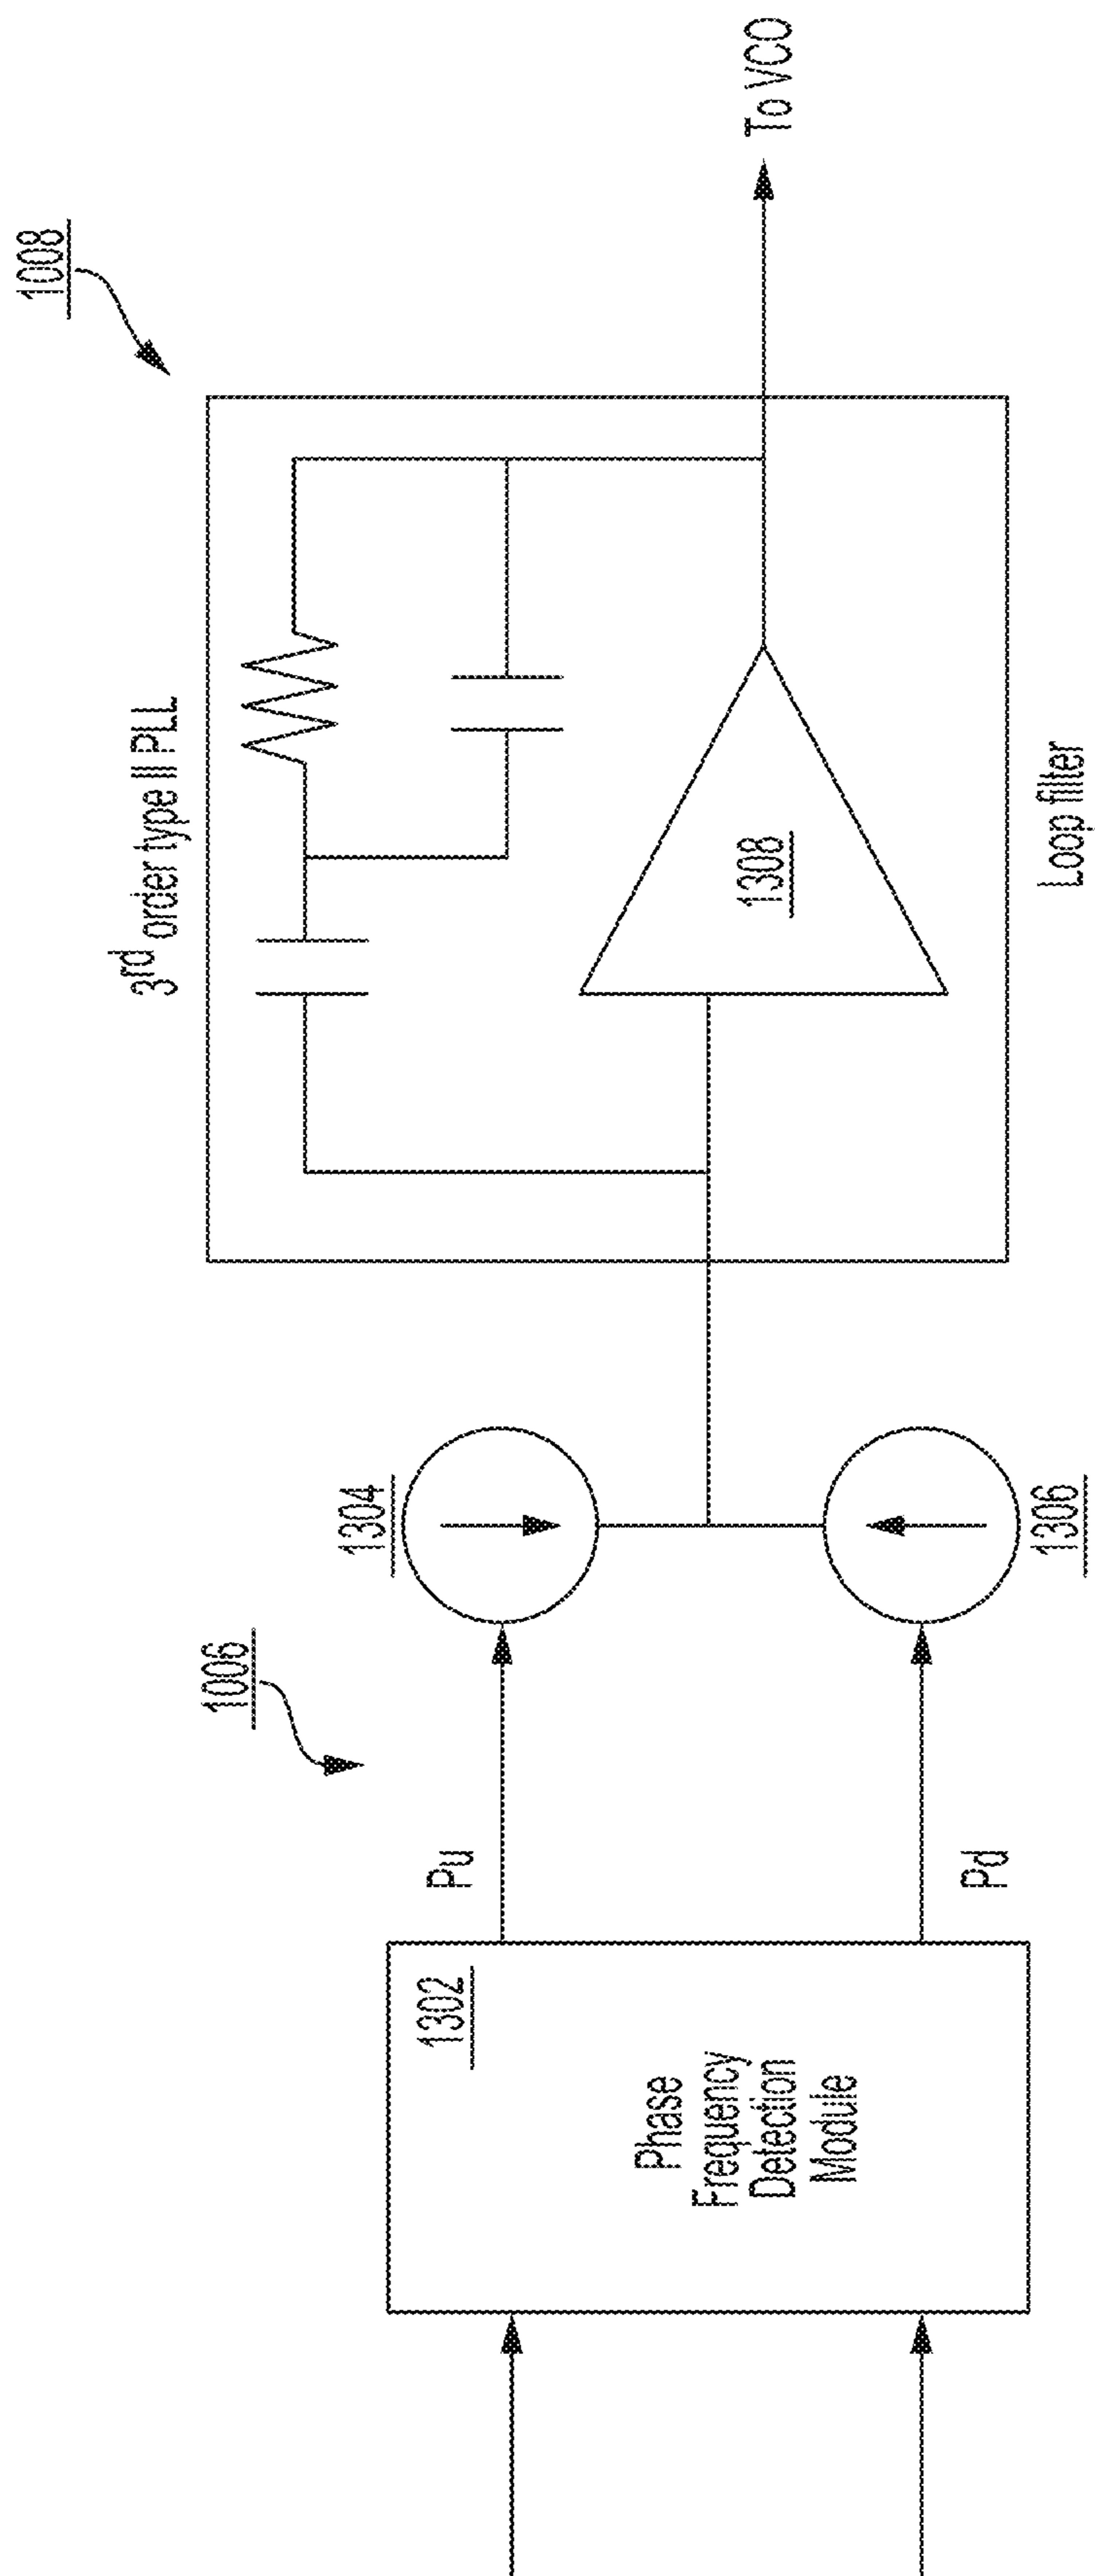 1006
1008
3rd order type II PLL
1302
Phase
Frequency
Detection
Module
Pu
Pd
1304
1306
1308
To VCO
Loop filter